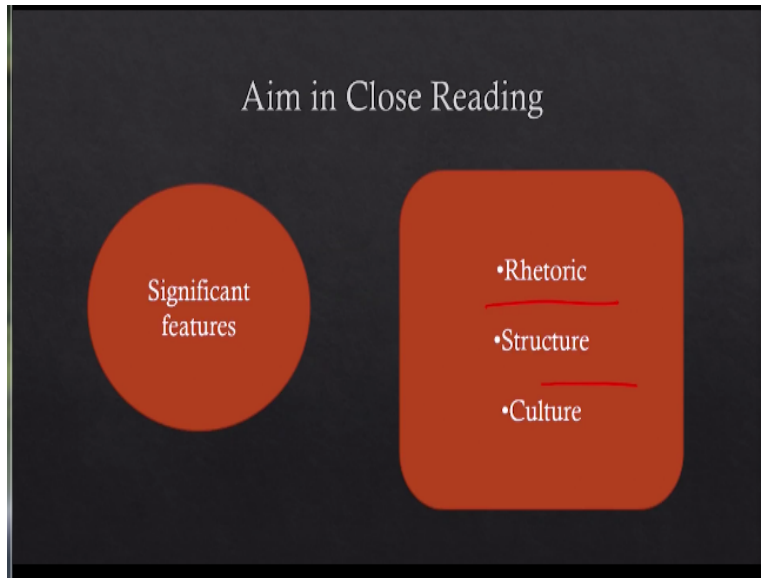 Aim in Close Reading
Significant
features
•Rhetoric
•Structure
•Culture